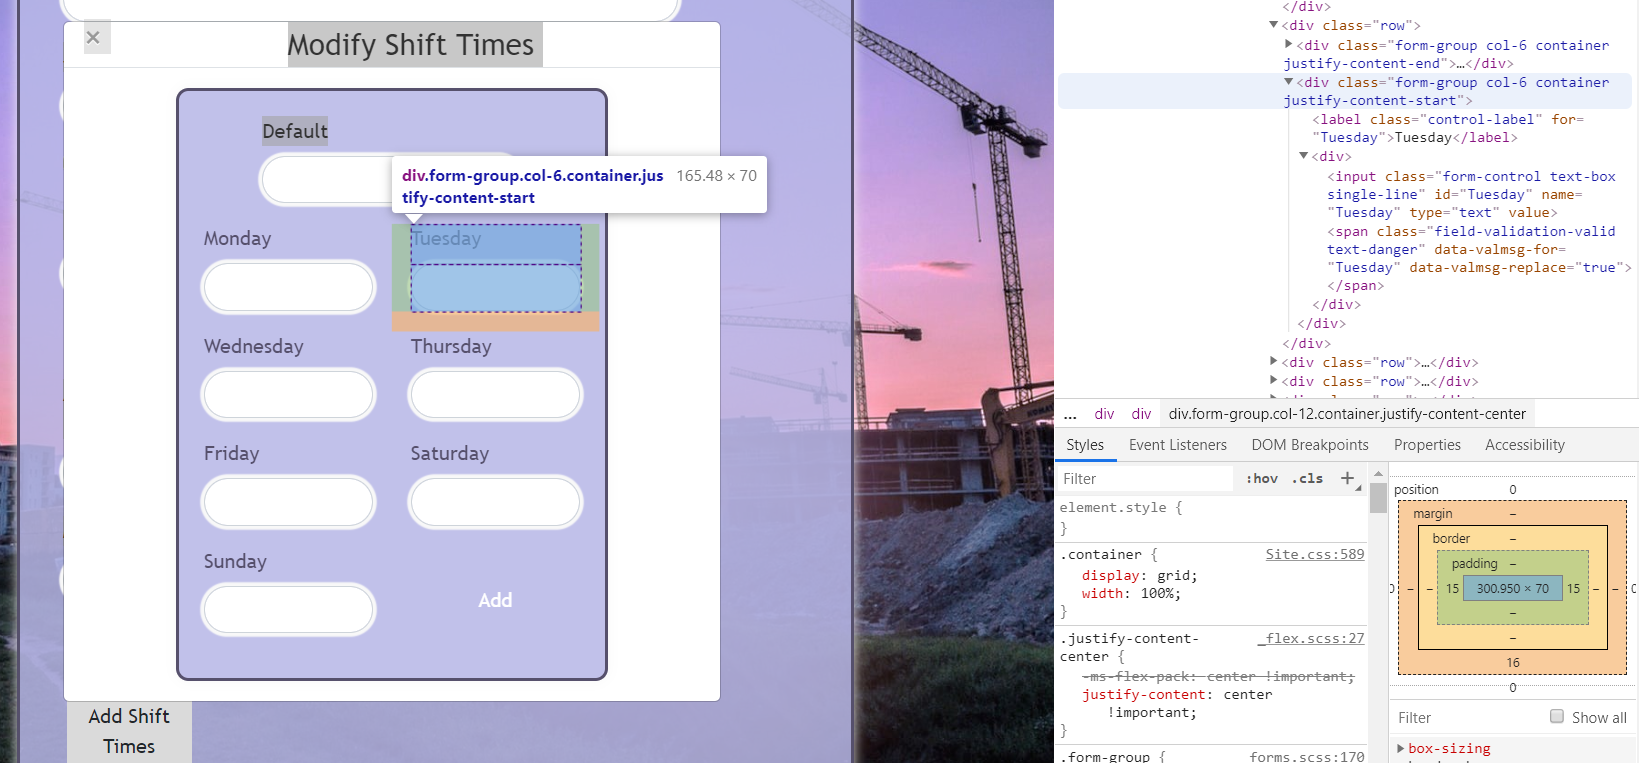 ×
Modify Shift Times
Default
div.form-group.col-6.container.jus
tify-content-start
165.48 × 70
Monday
Tuesday
Wednesday
Thursday
Friday
Saturday
Sunday
Add
Add Shift
Times
</div>
▼<div class="row">
▶<div class="form-group col-6 container
justify-content-end">…</div>
▼<div class="form-group col-6 container
justify-content-start">
<label class="control-label" for=
"Tuesday">Tuesday</label>
▼<div>
<input class="form-control text-box
single-line" id="Tuesday" name=
"Tuesday" type="text" value>
<span class="field-validation-valid
text-danger" data-valmsg-for=
"Tuesday" data-valmsg-replace="true">
</span>
</div>
</div>
</div>
▶<div class="row">…</div>
▶<div class="row">…</div>
... div div div.form-group.col-12.container.justify-content-center
Styles Event Listeners DOM Breakpoints Properties Accessibility
Filter :hov .cls +
element.style {
}
.container { Site.css:589
display: grid;
width: 100%;
}
.justify-content- _flex.scss:27
center {
-ms-flex-pack: center !important;
justify-content: center
!important;
}
.form-group { forms.scss:170
position 0
margin –
border –
padding –
0 – – 15 300.950 × 70 15 – – 0
–
–
16
0
Filter Show all
▶box-sizing